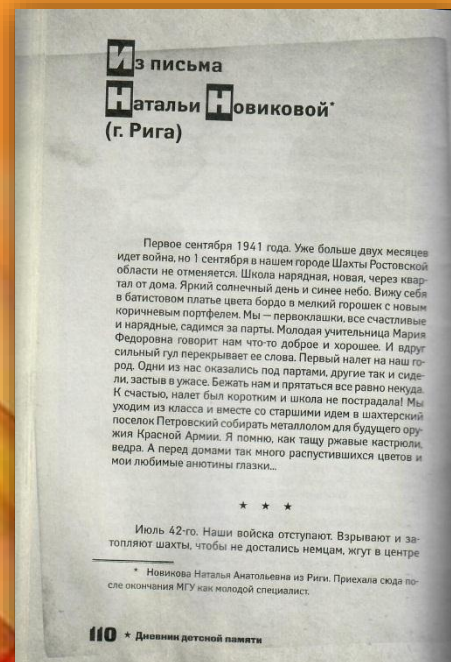 Из письма
Натальи Новиковой*
(г. Рига)
Первое сентября 1941 года. Уже больше двух месяцев
идет война, но 1 сентября в нашем городе Шахты Ростовской
области не отменяется. Школа нарядная, новая, через квар-
тал от дома. Яркий солнечный день и синее небо. Вижу себя
в батистовом платье цвета бордо в мелкий горошек с новым
коричневым портфелем. Мы — первоклашки, все счастливые
и нарядные, садимся за парты. Молодая учительница Мария
Федоровна говорит нам что-то доброе и хорошее. И вдруг
сильный гул перекрывает ее слова. Первый налет на наш го-
род. Одни из нас оказались под партами, другие так и сиде-
ли, застыв в ужасе. Бежать нам и прятаться все равно некуда.
К счастью, налет был коротким и школа не пострадала! Мы
уходим из класса и вместе со старшими идем в шахтерский
поселок Петровский собирать металлолом для будущего ору-
жия Красной Армии. Я помню, как тащу ржавые кастрюли,
ведра. А перед домами так много распустившихся цветов и
мои любимые анютины глазки...
★ ★ ★
Июль 42-го. Наши войска отступают. Взрывают и за-
топляют шахты, чтобы не достались немцам, жгут в центре
* Новикова Наталья Анатольевна из Риги. Приехала сюда по-
сле окончания МГУ как молодой специалист.
110 ★ Дневник детской памяти